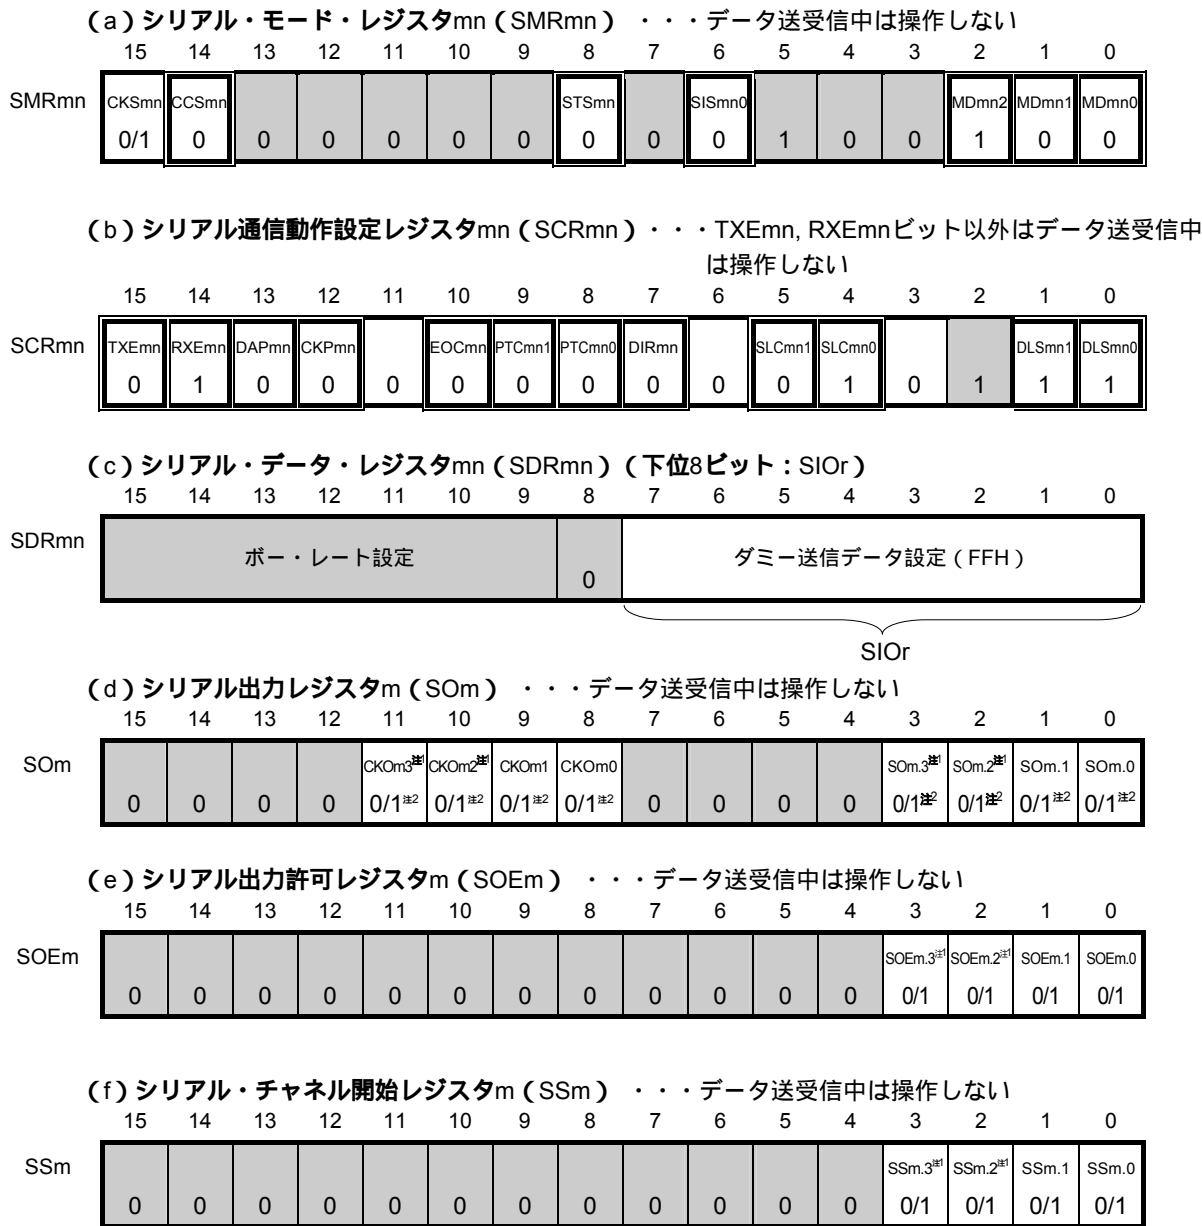 (a)シリアル・モード・レジスタmn(SMRmn) ・・・データ送受信中は操作しない
15 14 13 12 11 10 9 8 7 6 5 4 3 2 1 0
SMRmn CKSmn CCSmn STSmn SISmn0 MDmn2 MDmn1 MDmn0
0/1 0 0 0 0 0 0 0 0 0 1 0 0 1 0 0
(b)シリアル通信動作設定レジスタmn(SCRmn)・・・TXEmn, RXEmnビット以外はデータ送受信中
は操作しない
15 14 13 12 11 10 9 8 7 6 5 4 3 2 1 0
SCRmn TXEmn RXEmn DAPmn CKPmn EOCmn PTCmn1 PTCmn0 DIRmn SLCmn1 SLCmn0 DLSmn1 DLSmn0
0 1 0 0 0 0 0 0 0 0 0 1 0 1 1 1
(c)シリアル・データ・レジスタmn(SDRmn)(下位8ビット:SIOr)
15 14 13 12 11 10 9 8 7 6 5 4 3 2 1 0
SDRmn ボー・レート設定 0 ダミー送信データ設定(FFH)
SIOr
(d)シリアル出力レジスタm(SOm) ・・・データ送受信中は操作しない
15 14 13 12 11 10 9 8 7 6 5 4 3 2 1 0
SOm CKOm3注1 CKOm2注1 CKOm1 CKOm0 SOm.3注1 SOm.2注1 SOm.1 SOm.0
0 0 0 0 0/1注2 0/1注2 0/1注2 0/1注2 0 0 0 0 0/1注2 0/1注2 0/1注2 0/1注2
(e)シリアル出力許可レジスタm(SOEm) ・・・データ送受信中は操作しない
15 14 13 12 11 10 9 8 7 6 5 4 3 2 1 0
SOEm SOEm.3注1 SOEm.2注1 SOEm.1 SOEm.0
0 0 0 0 0 0 0 0 0 0 0 0 0/1 0/1 0/1 0/1
(f)シリアル・チャネル開始レジスタm(SSm) ・・・データ送受信中は操作しない
15 14 13 12 11 10 9 8 7 6 5 4 3 2 1 0
SSm SSm.3注1 SSm.2注1 SSm.1 SSm.0
0 0 0 0 0 0 0 0 0 0 0 0 0/1 0/1 0/1 0/1